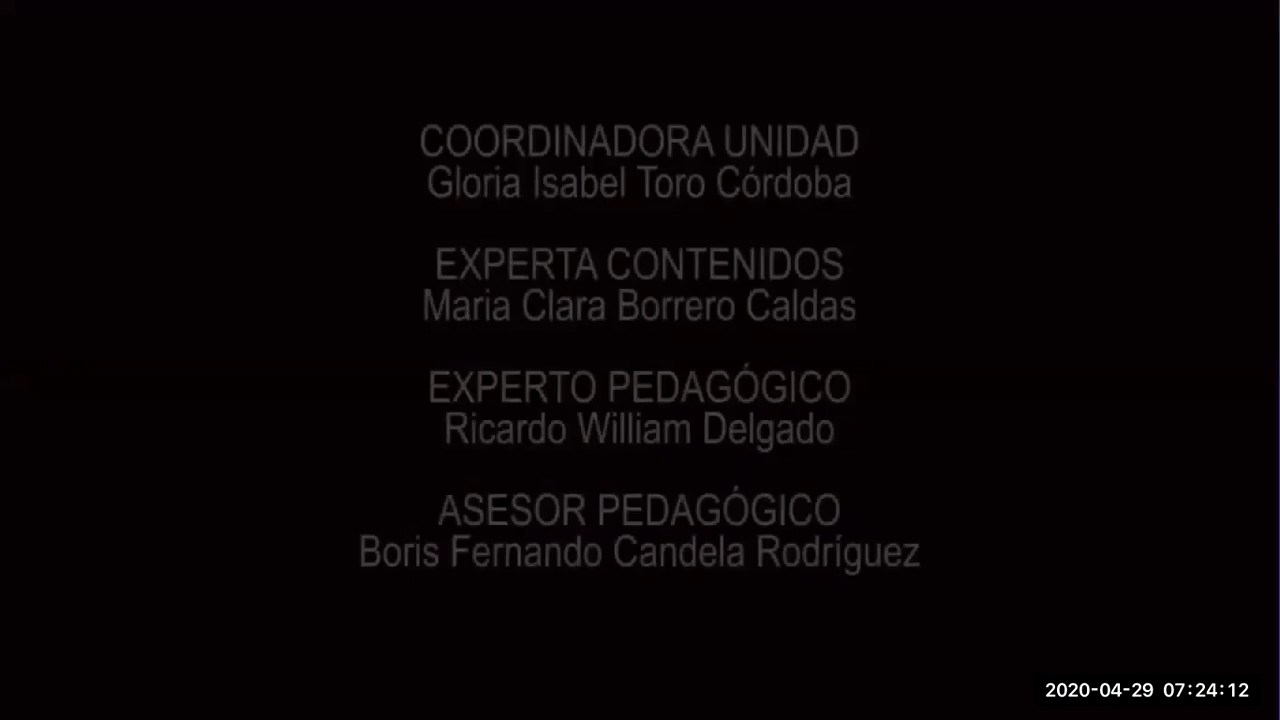 COORDINADORA UNIDAD
Gloria Isabel Toro Córdoba
EXPERTA CONTENIDOS
Maria Clara Borrero Caldas
EXPERTO PEDAGÓGICO
Ricardo William Delgado
ASESOR PEDAGÓGICO
Boris Fernando Candela Rodríguez
2020-04-29 07:24:12